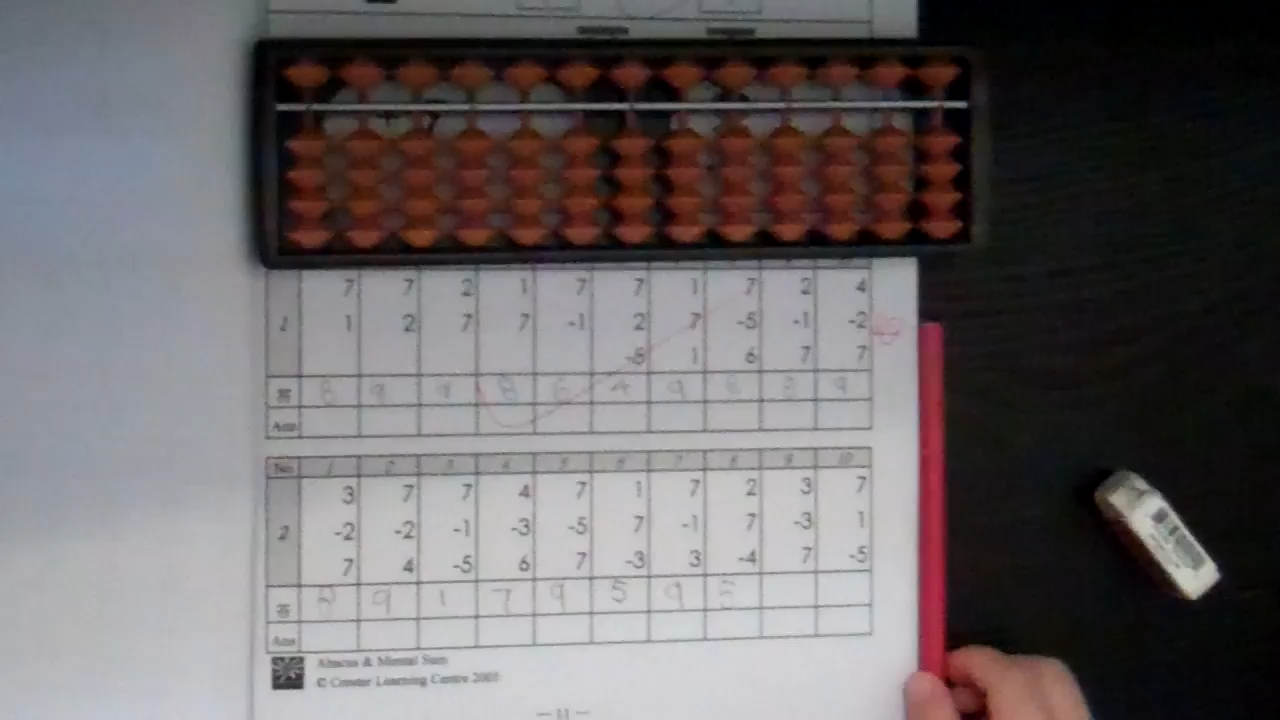 7 7 2 1 7 7 1 7 2 4
1 1 2 7 7 -1 2 7 -5 -1 -2
1 6 7 7
答 8 9 9 8 6 4 9 8 8 9
Ans
No. 1 2 3 4 5 6 7 8 9 10
3 7 7 4 7 1 7 2 3 7
2 -2 -2 -1 -3 -5 7 -1 7 -3 1
7 4 -5 6 7 -3 3 -4 7 -5
答 9 1 7 9 5 9 5
Ans
Abacus & Mental Sum
© Crester Learning Centre 2005
— 11 —